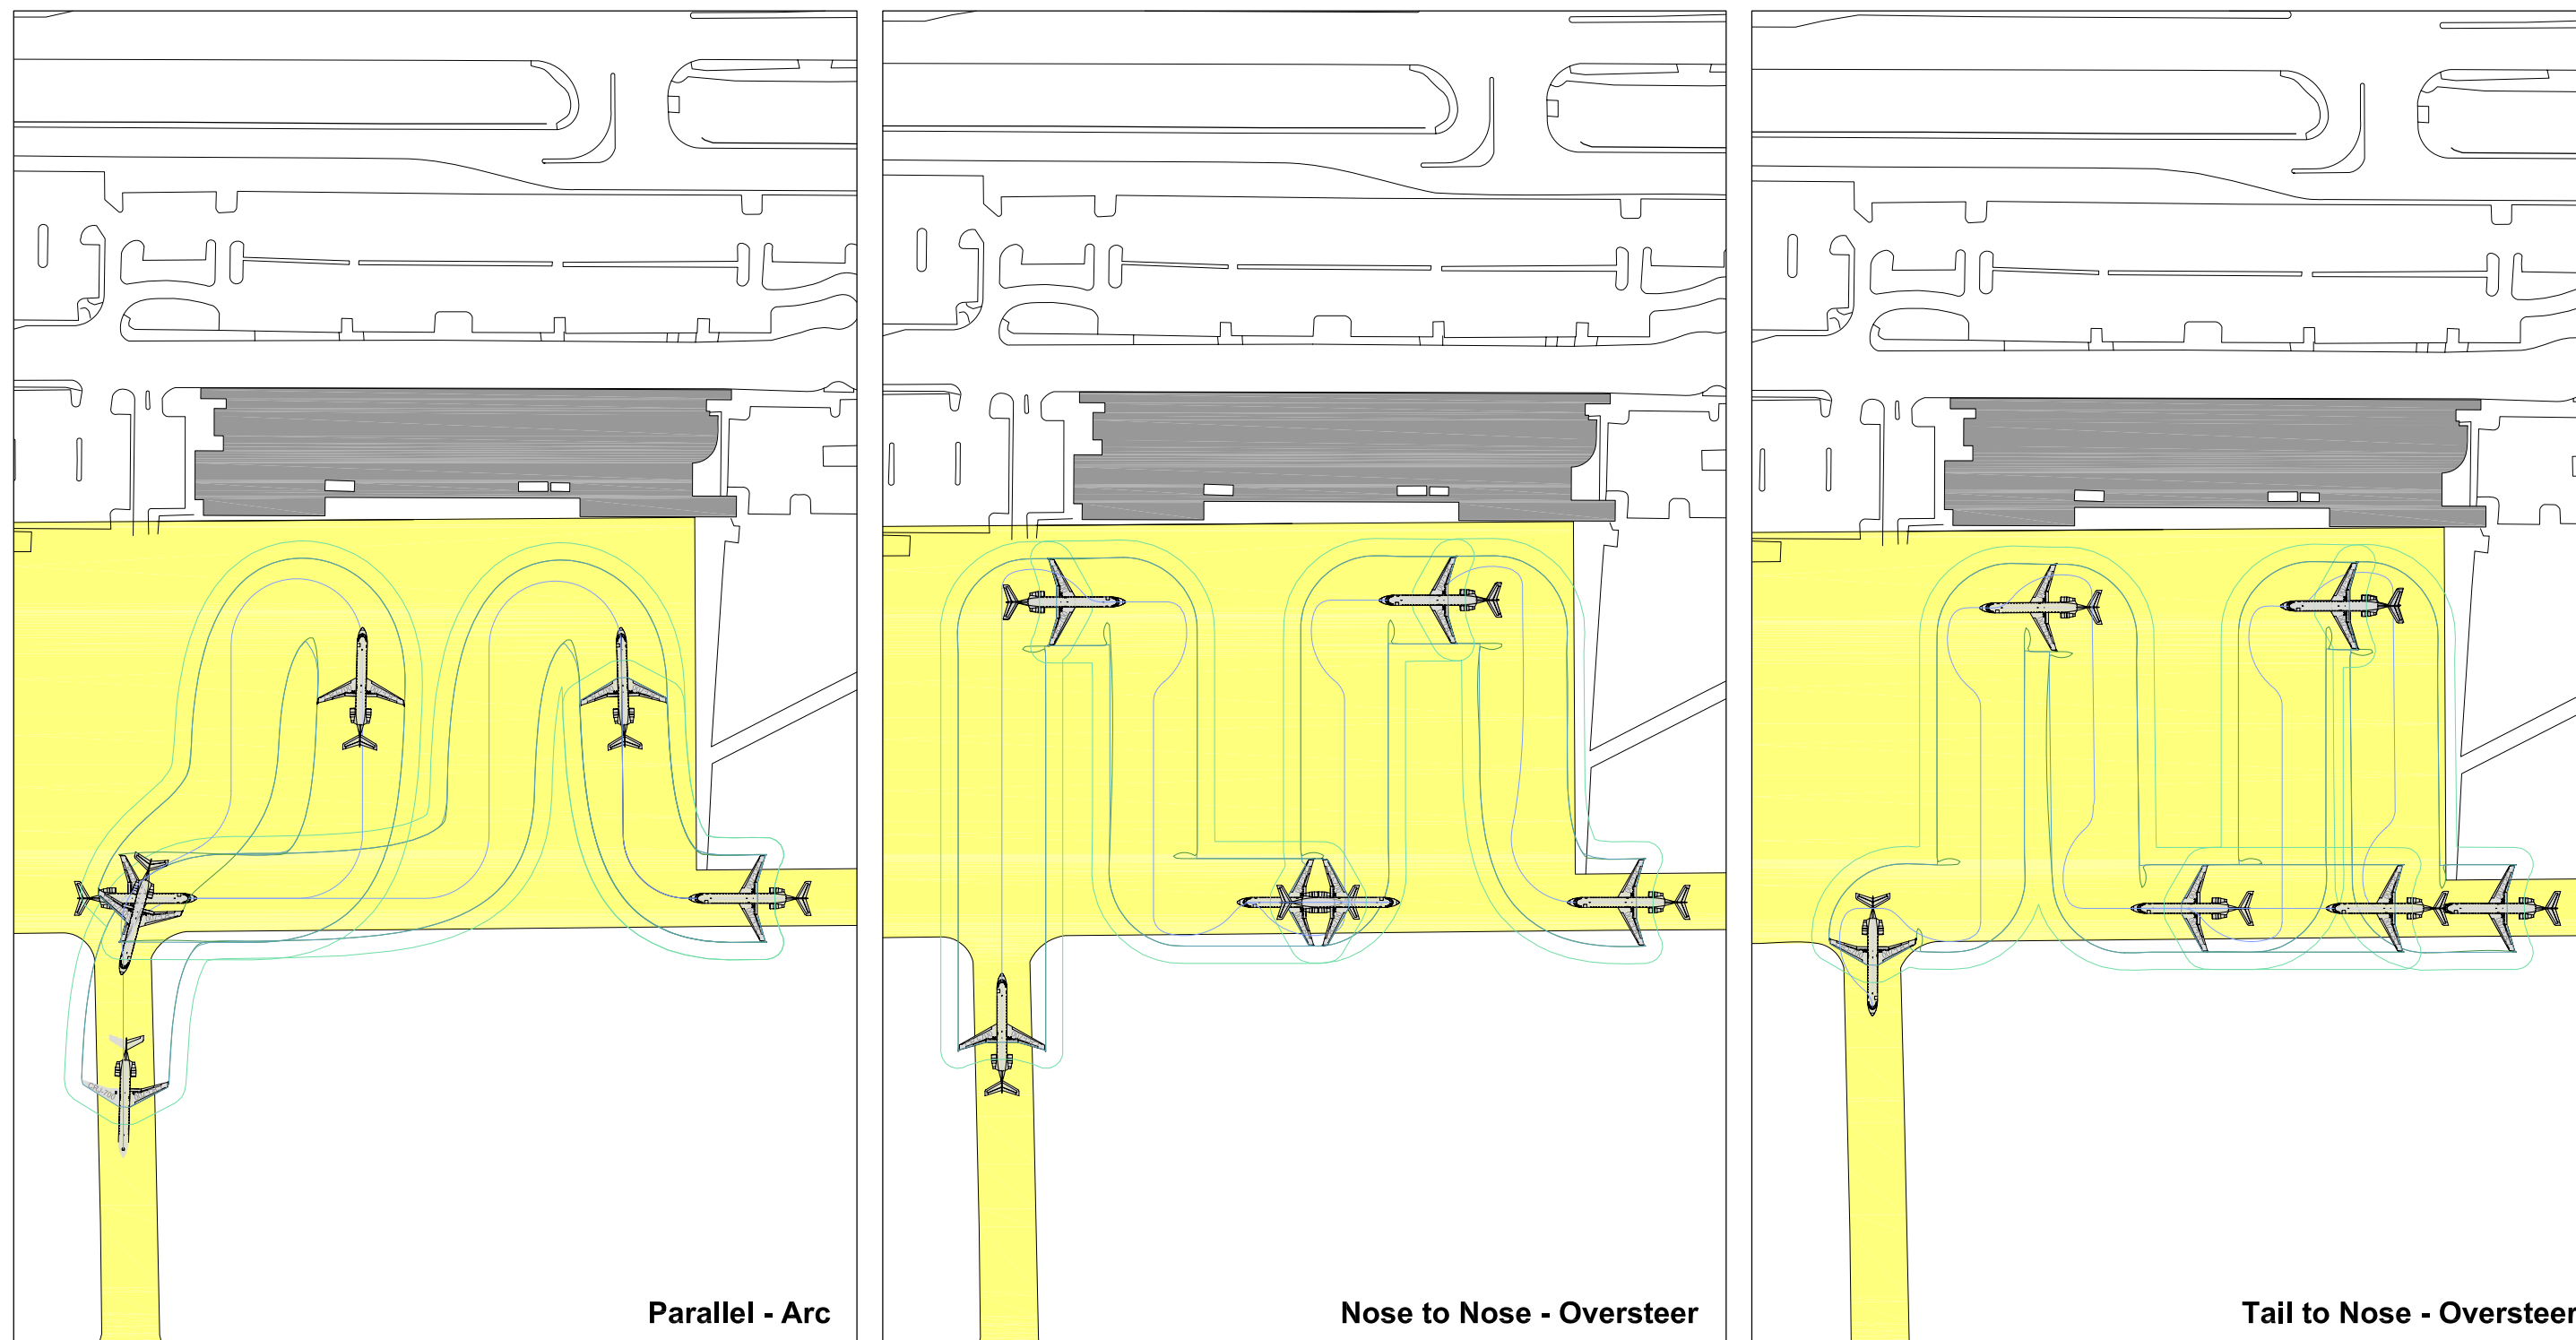 Parallel - Arc
Nose to Nose - Oversteer
Tail to Nose - Oversteer